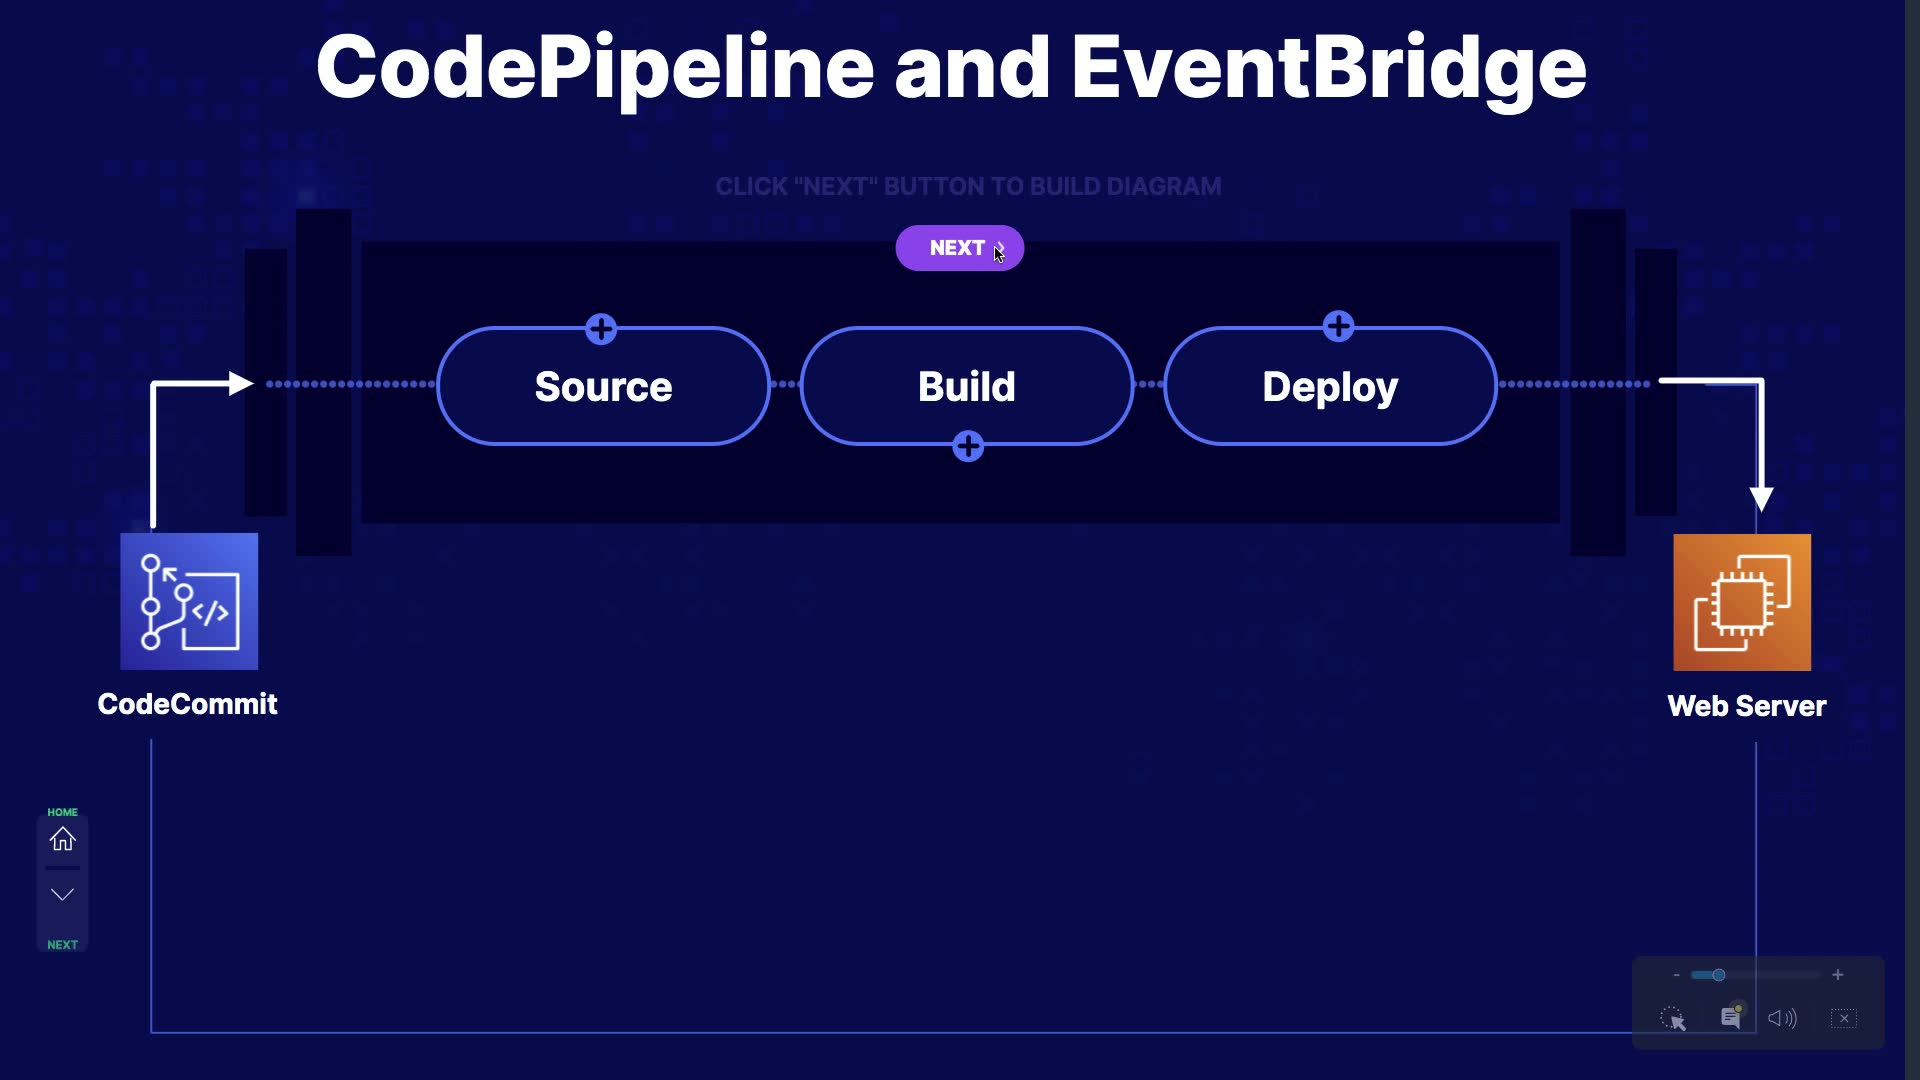 CodePipeline and EventBridge
CLICK "NEXT" BUTTON TO BUILD DIAGRAM
NEXT
Source
Build
Deploy
CodeCommit
Web Server
HOME
NEXT